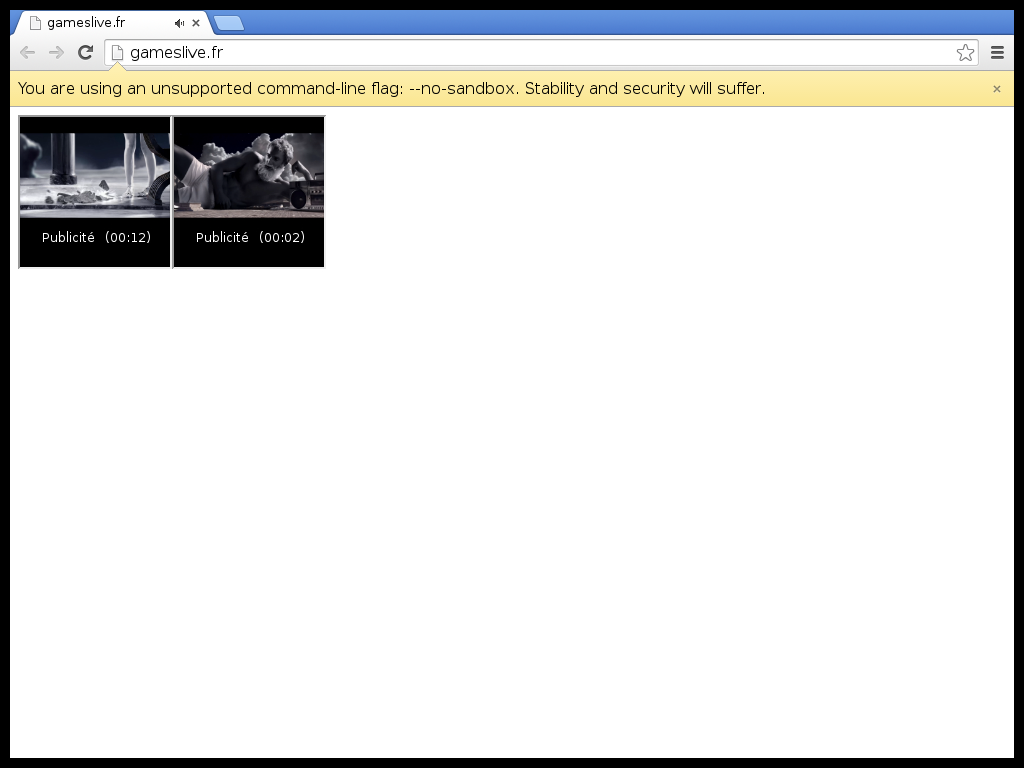 gameslive.fr
gameslive.fr
You are using an unsupported command-line flag: --no-sandbox. Stability and security will suffer.
Publicité (00:12)
Publicité (00:02)